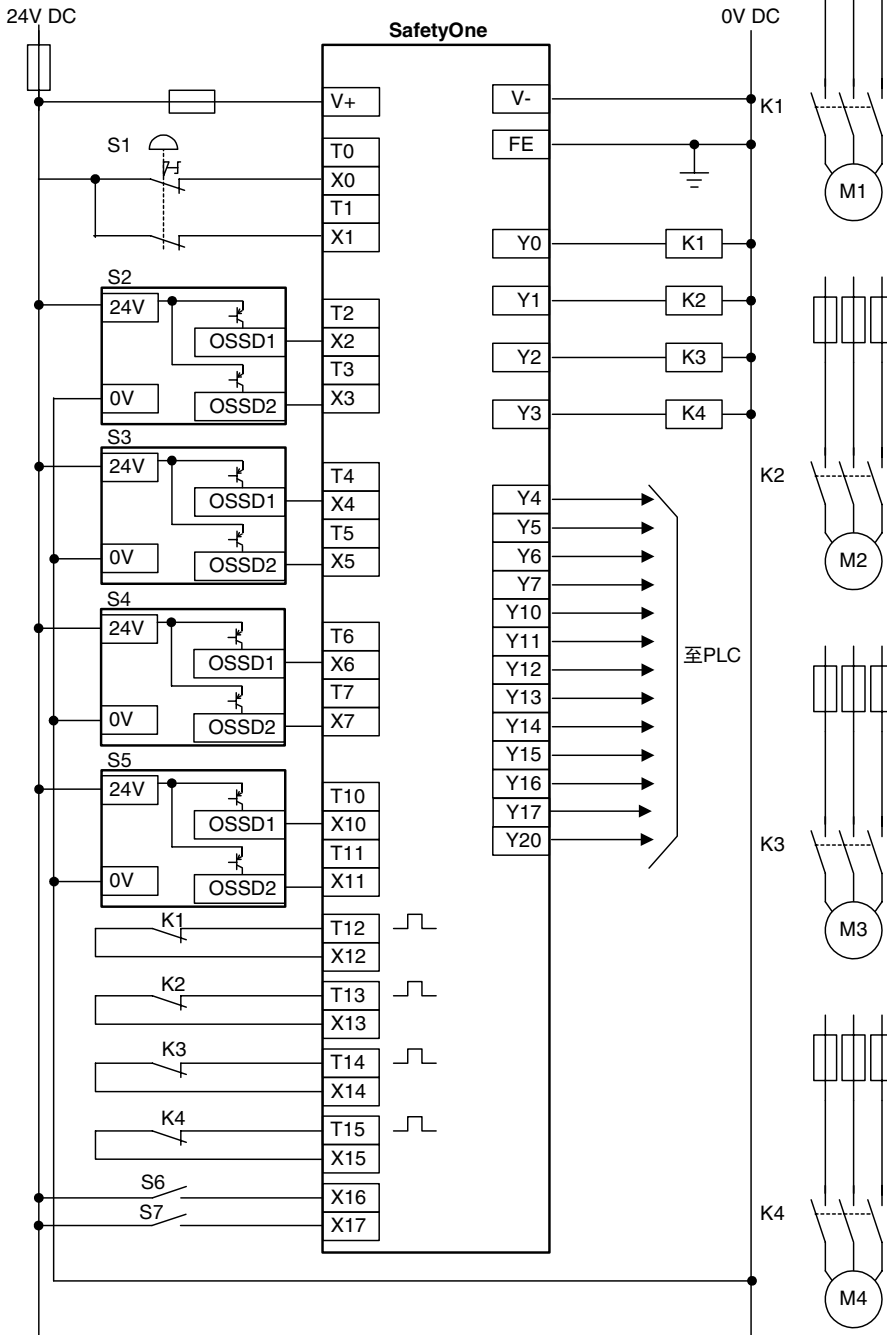 24V DC
0V DC
SafetyOne
V+
V-
K1
S1
T0
FE
X0
M1
T1
X1
Y0
K1
S2
24V
T2
Y1
K2
OSSD1
X2
T3
Y2
K3
0V
OSSD2
X3
Y3
K4
S3
24V
T4
K2
OSSD1
X4
Y4
T5
Y5
0V
OSSD2
X5
Y6
M2
Y7
S4
24V
T6
Y10
OSSD1
X6
Y11
至PLC
T7
Y12
0V
OSSD2
X7
Y13
Y14
S5
24V
T10
Y15
OSSD1
X10
Y16
T11
Y17
0V
OSSD2
X11
Y20
K3
K1
T12
M3
X12
K2
T13
X13
K3
T14
X14
K4
T15
X15
S6
X16
S7
X17
K4
M4